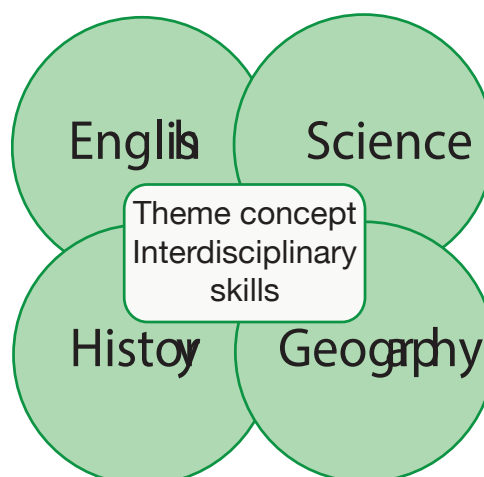 English
Science
Theme concept
Interdisciplinary
skills
History
Geography